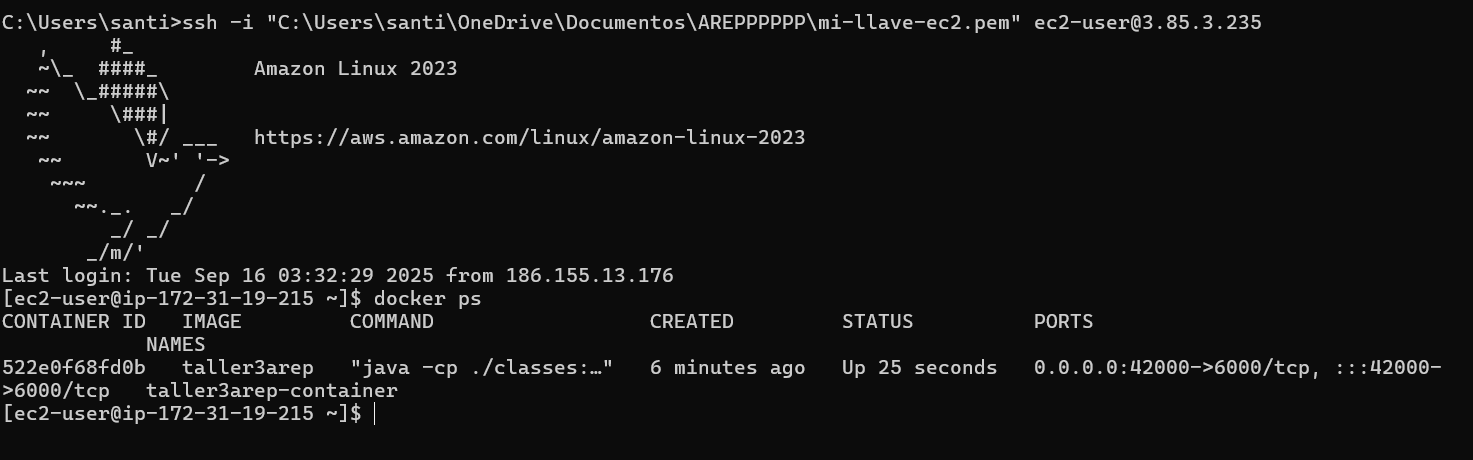 C:\Users\santi>ssh -i "C:\Users\santi\OneDrive\Documentos\AREPPPPPP\mi-llave-ec2.pem" ec2-user@3.85.3.235
   ,     #_
   ~\_  ####_        Amazon Linux 2023
  ~~  \_#####\
  ~~     \###|
  ~~       \#/ ___   https://aws.amazon.com/linux/amazon-linux-2023
   ~~       V~' '->
    ~~~         /
      ~~._.   _/
         _/ _/
       _/m/'
Last login: Tue Sep 16 03:32:29 2025 from 186.155.13.176
[ec2-user@ip-172-31-19-215 ~]$ docker ps
CONTAINER ID   IMAGE         COMMAND                  CREATED         STATUS          PORTS
            NAMES
522e0f68fd0b   taller3arep   "java -cp ./classes:…"   6 minutes ago   Up 25 seconds   0.0.0.0:42000->6000/tcp, :::42000-
>6000/tcp   taller3arep-container
[ec2-user@ip-172-31-19-215 ~]$